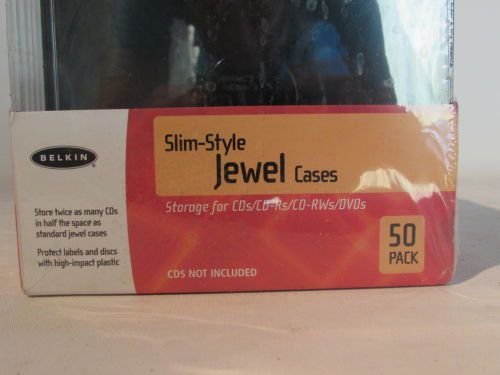 BELKIN
Slim-Style
Jewel Cases
Storage for CDs/CD-Rs/CD-RWs/DVDs
Store twice as many CDs
in half the space as
standard jewel cases
Protect labels and discs
with high-impact plastic
CDS NOT INCLUDED
50
PACK